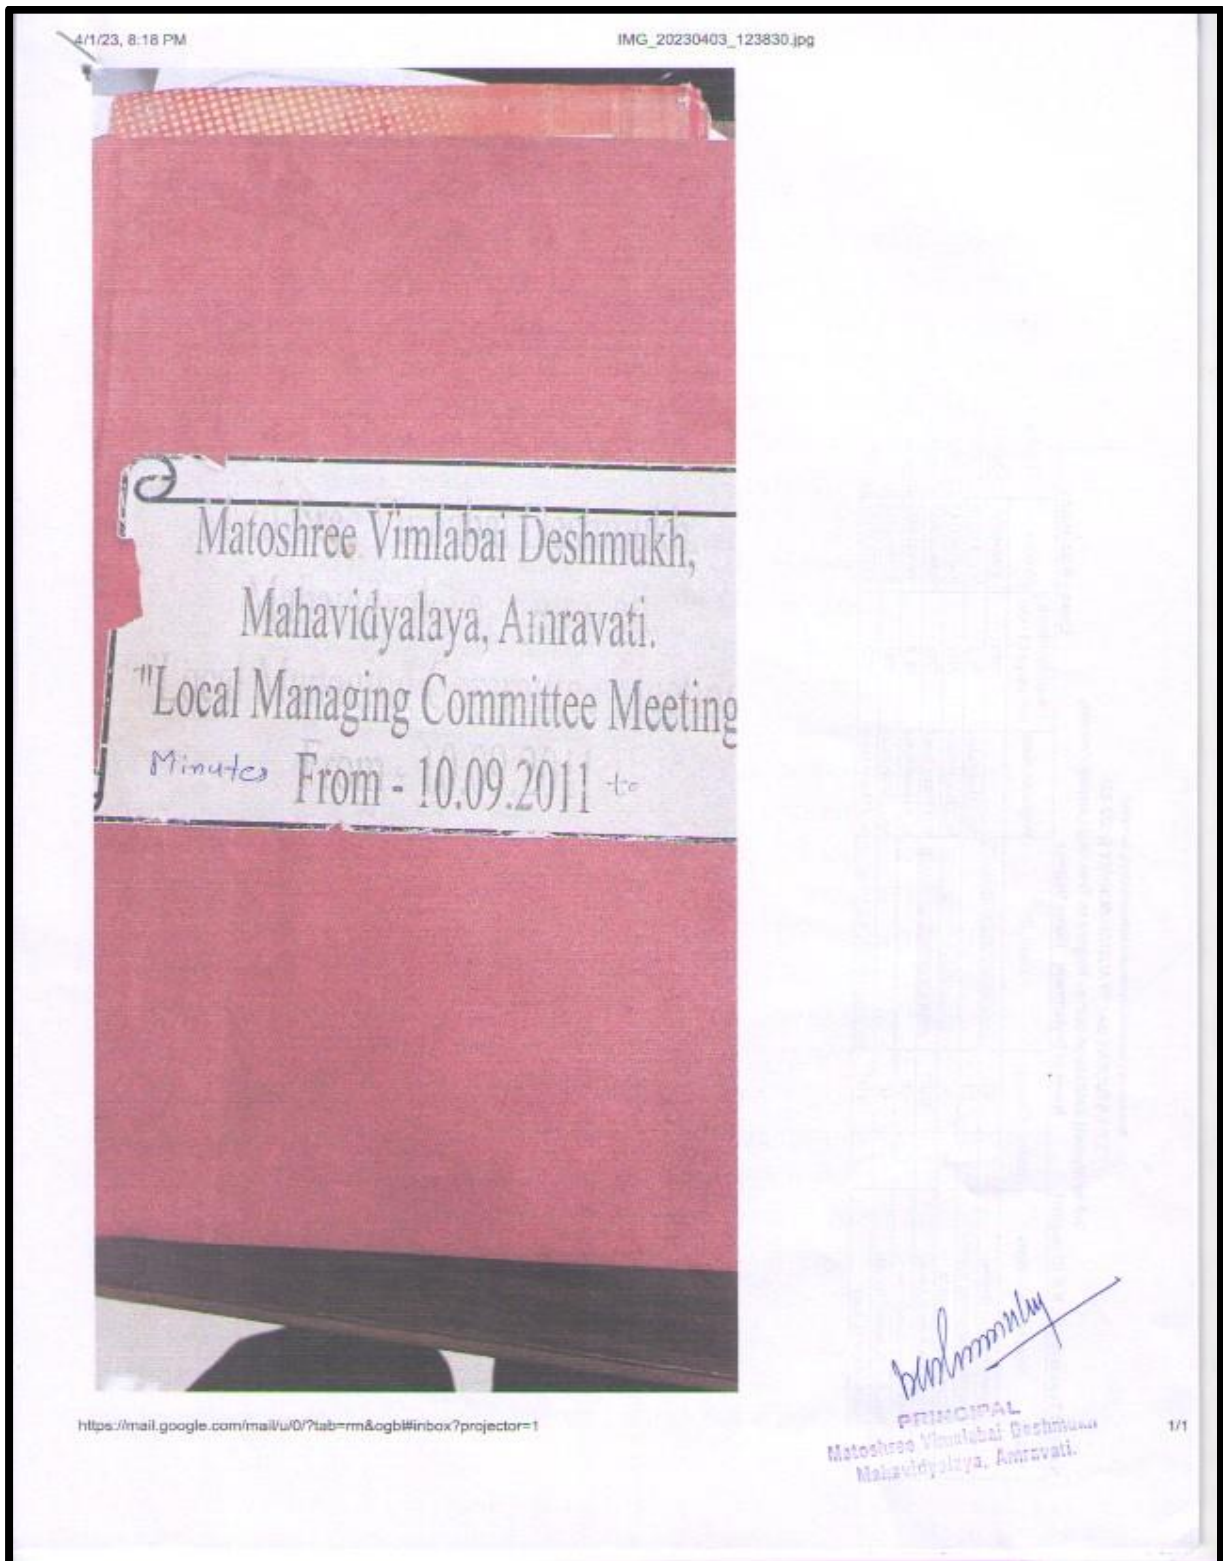 4/1/23, 8:18 PM IMG_20230403_123830.jpg
Matoshree Vimlabai Deshmukh,
Mahavidyalaya, Amravati.
"Local Managing Committee Meeting
Minutes From - 10.09.2011 to
https://mail.google.com/mail/u/0/?tab=rm&ogbl#inbox?projector=1
PRINCIPAL
Matoshree Vimalabai Deshmukh
Mahavidyalaya, Amravati.
1/1